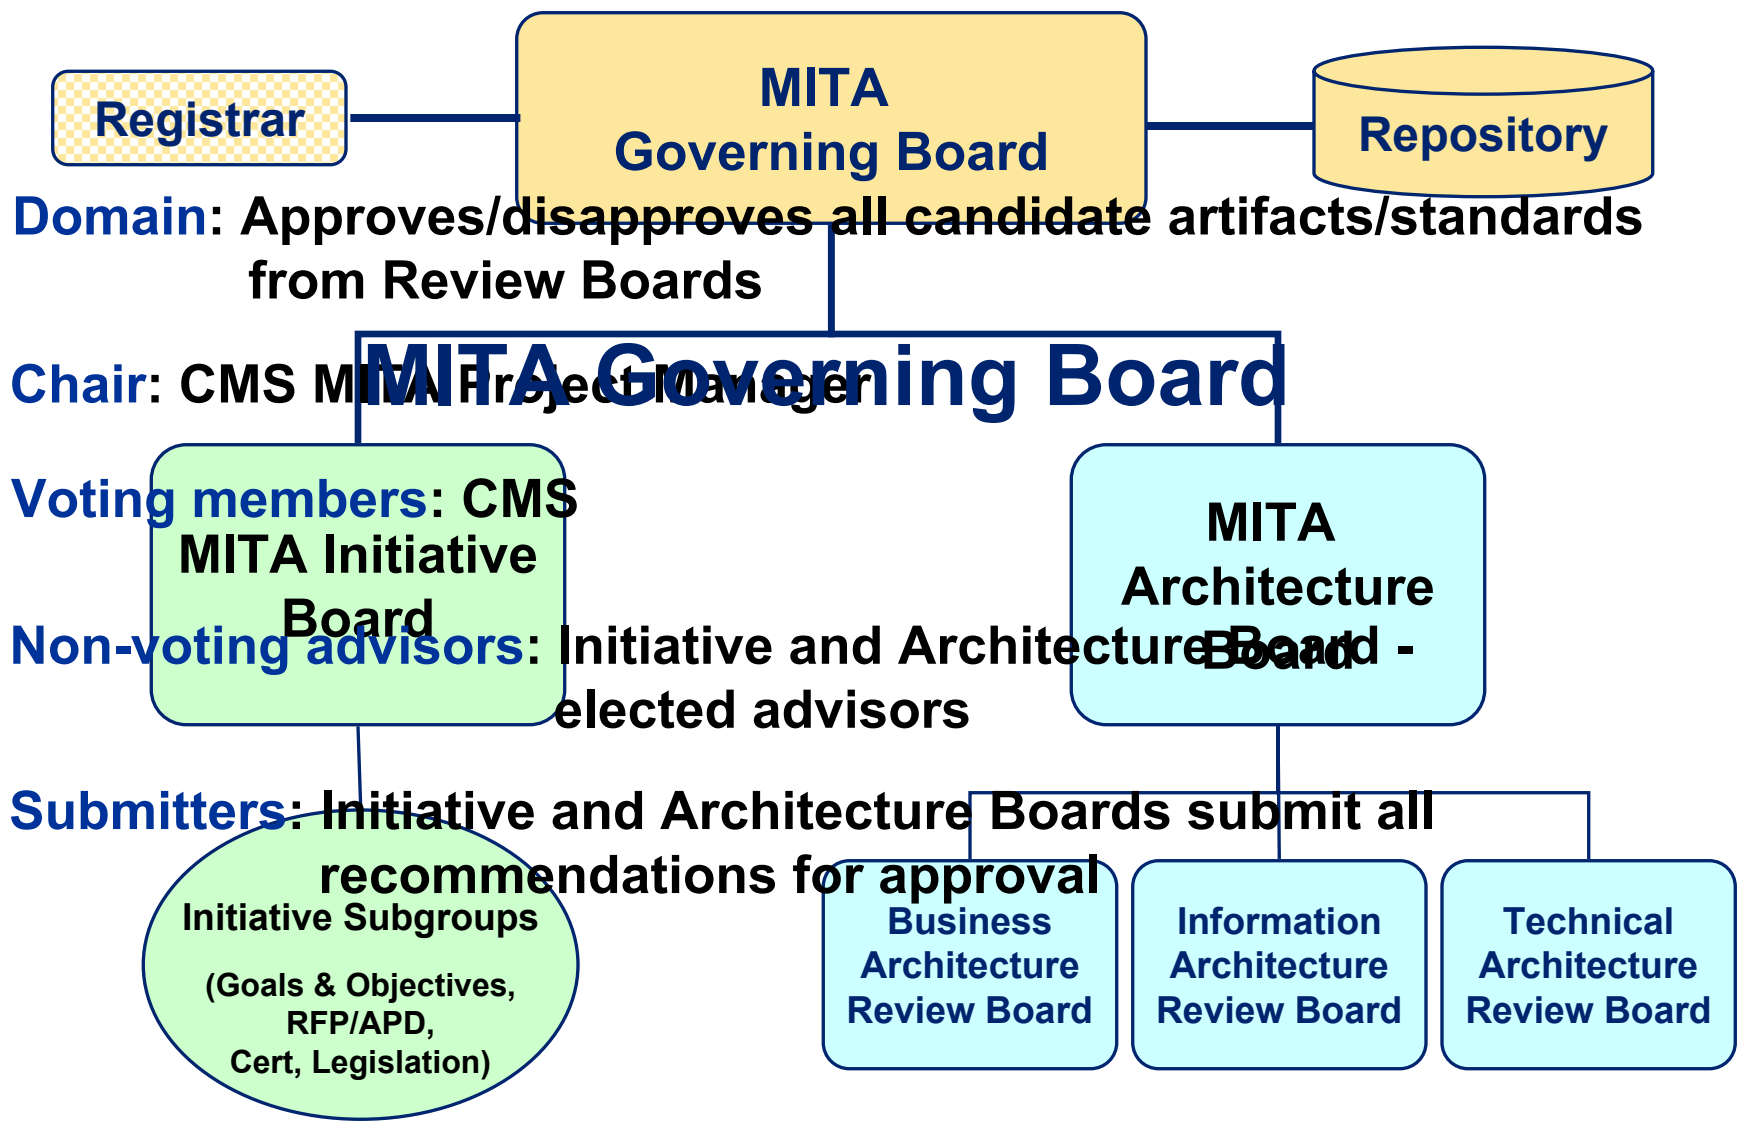 MITA
Governing Board
Registrar
Repository
Domain: Approves/disapproves all candidate artifacts/standards
from Review Boards
MITA Governing Board
Chair: CMS MITA Project Manager
Voting members: CMS
MITA Initiative
Board
MITA
Architecture
Board
Non-voting advisors: Initiative and Architecture Board -
elected advisors
Submitters: Initiative and Architecture Boards submit all
recommendations for approval
Initiative Subgroups
(Goals & Objectives,
RFP/APD,
Cert, Legislation)
Business
Architecture
Review Board
Information
Architecture
Review Board
Technical
Architecture
Review Board